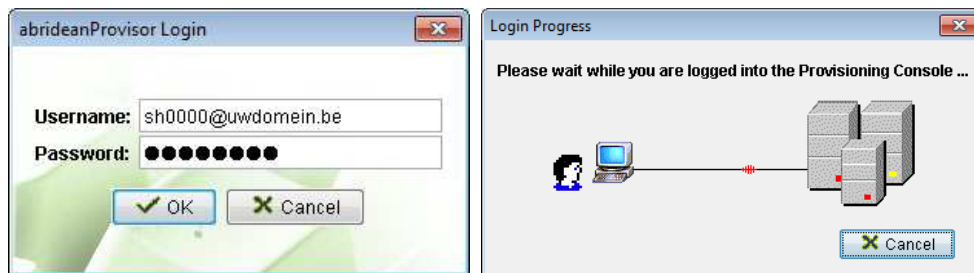 abrideanProvisor Login
Username: sh0000@uwdomein.be
Password: ●●●●●●●●
OK Cancel
Login Progress
Please wait while you are logged into the Provisioning Console ...
Cancel